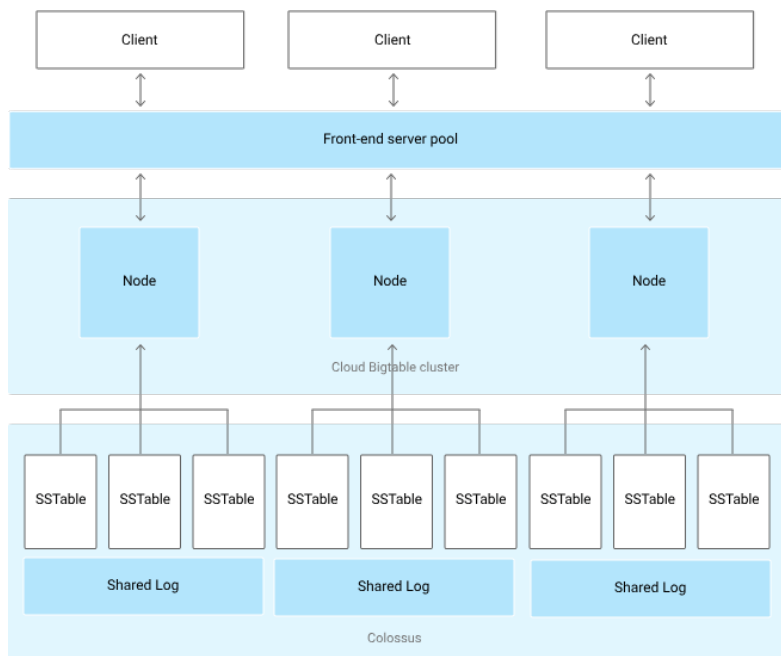 Client
Client
Client
Front-end server pool
Node
Node
Node
Cloud Bigtable cluster
SSTable
SSTable
SSTable
SSTable
SSTable
SSTable
SSTable
SSTable
SSTable
Shared Log
Shared Log
Shared Log
Colossus